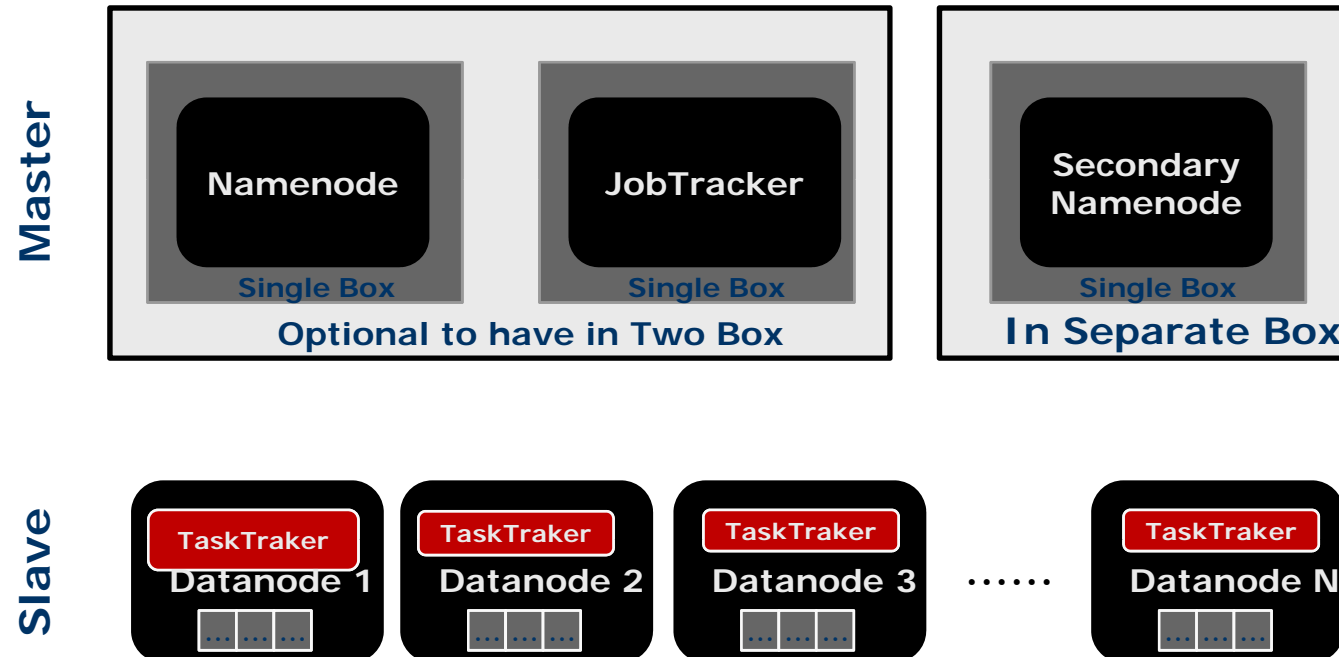 Master
Namenode
JobTracker
Secondary
Namenode
Single Box
Single Box
Single Box
Optional to have in Two Box
In Separate Box
Slave
TaskTraker
TaskTraker
TaskTraker
TaskTraker
Datanode 1
Datanode 2
Datanode 3
......
Datanode N
... ... ...
... ... ...
... ... ...
... ... ...